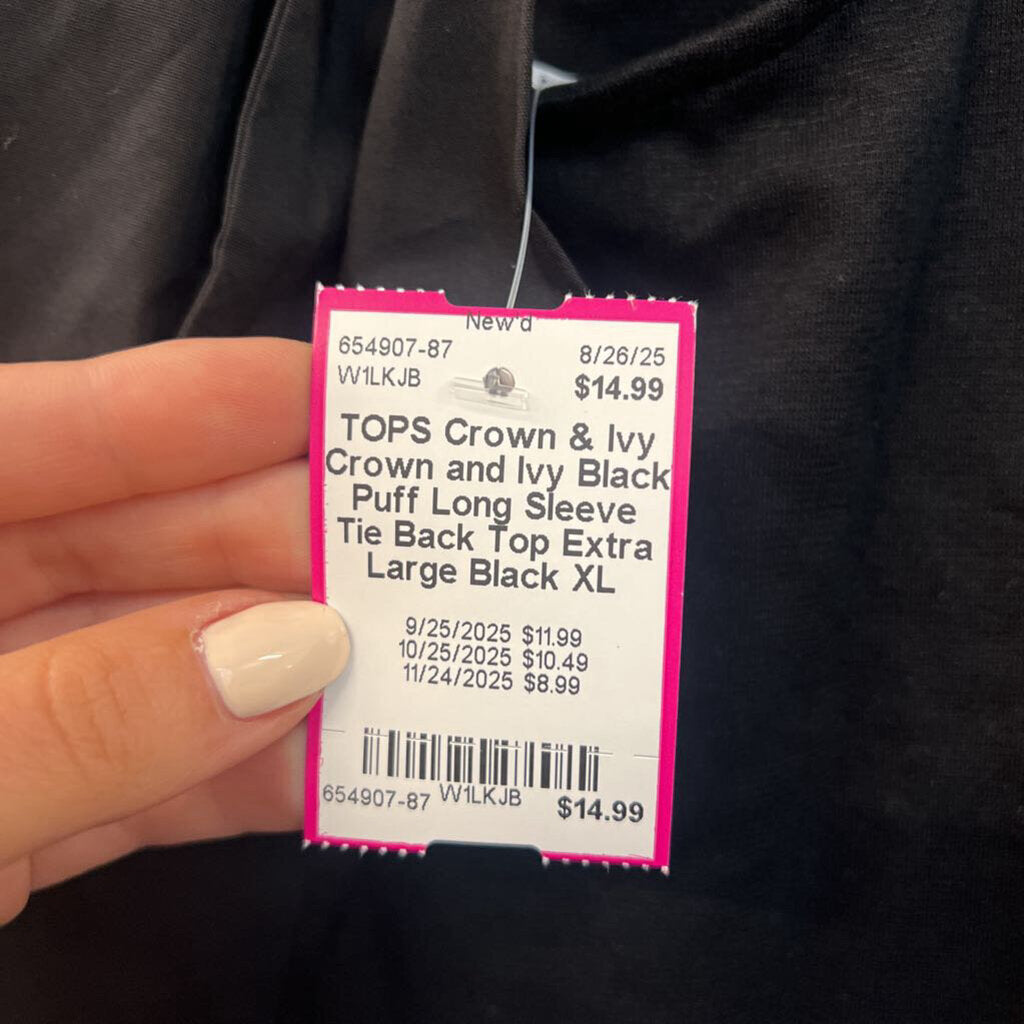 New'd
654907-87 8/26/25
W1LKJB $14.99
TOPS Crown & Ivy
Crown and Ivy Black
Puff Long Sleeve
Tie Back Top Extra
Large Black XL
9/25/2025 $11.99
10/25/2025 $10.49
11/24/2025 $8.99
654907-87 W1LKJB $14.99